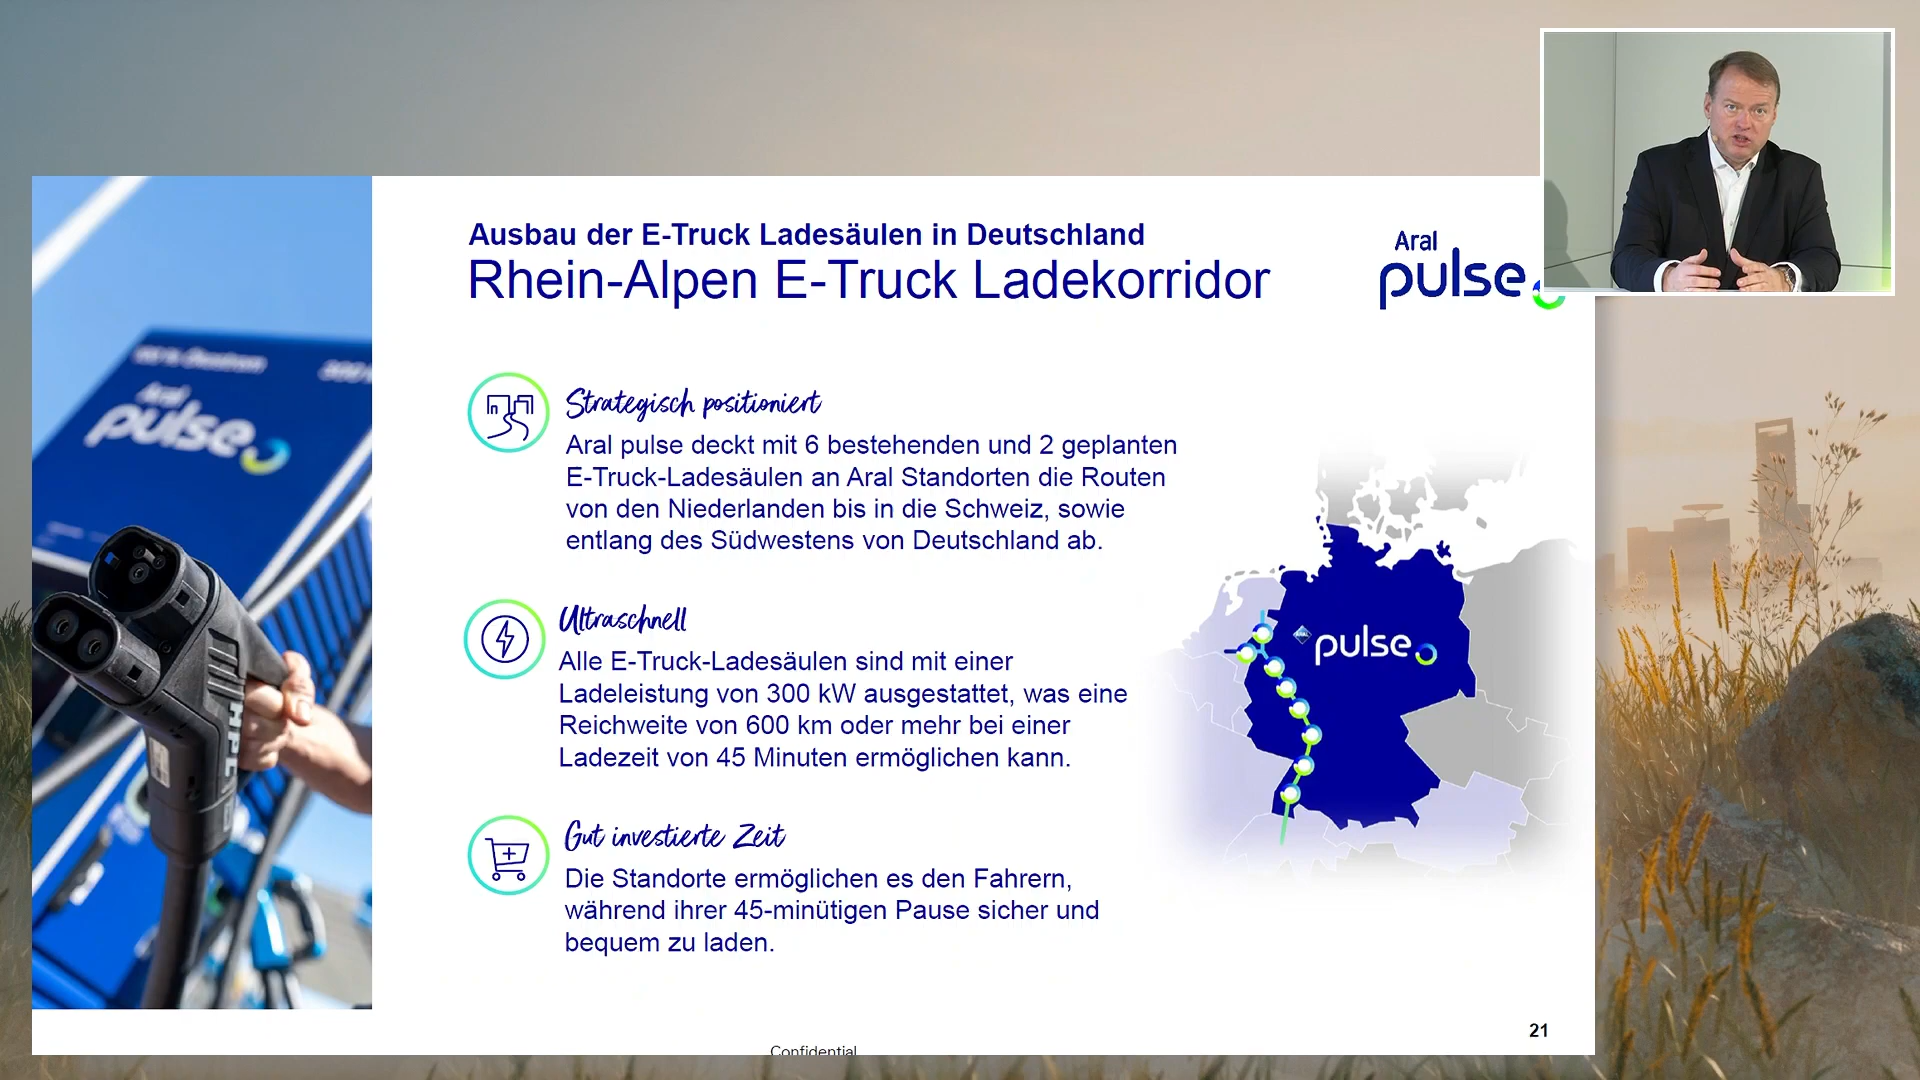 Ausbau der E-Truck Ladesäulen in Deutschland
Rhein-Alpen E-Truck Ladekorridor
Aral
pulse
Aral
pulse
Strategisch positioniert
Aral pulse deckt mit 6 bestehenden und 2 geplanten
E-Truck-Ladesäulen an Aral Standorten die Routen
von den Niederlanden bis in die Schweiz, sowie
entlang des Südwestens von Deutschland ab.
Ultraschnell
Alle E-Truck-Ladesäulen sind mit einer
Ladeleistung von 300 kW ausgestattet, was eine
Reichweite von 600 km oder mehr bei einer
Ladezeit von 45 Minuten ermöglichen kann.
Gut investierte Zeit
Die Standorte ermöglichen es den Fahrern,
während ihrer 45-minütigen Pause sicher und
bequem zu laden.
pulse
21
Confidential